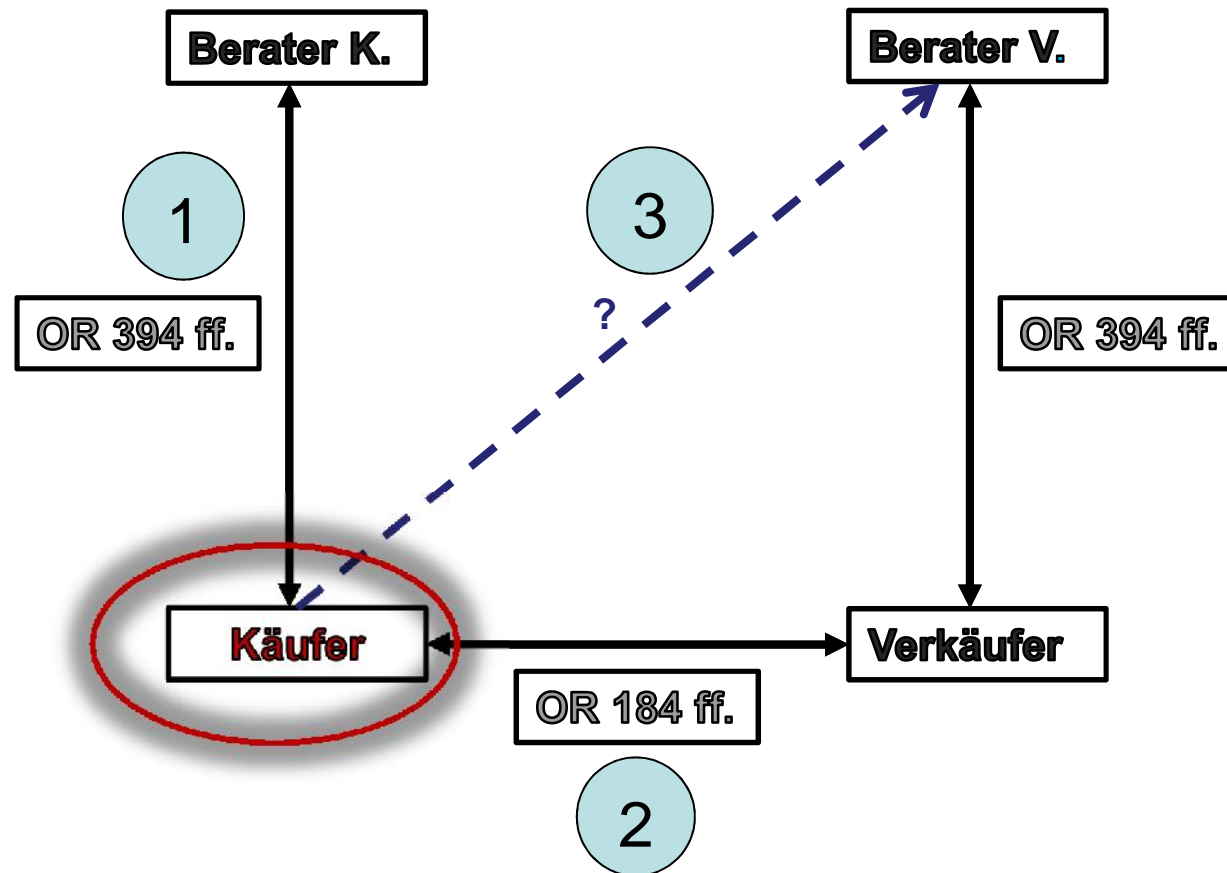 Berater K.
Berater V.
1
3
OR 394 ff.
?
OR 394 ff.
Käufer
Verkäufer
OR 184 ff.
2